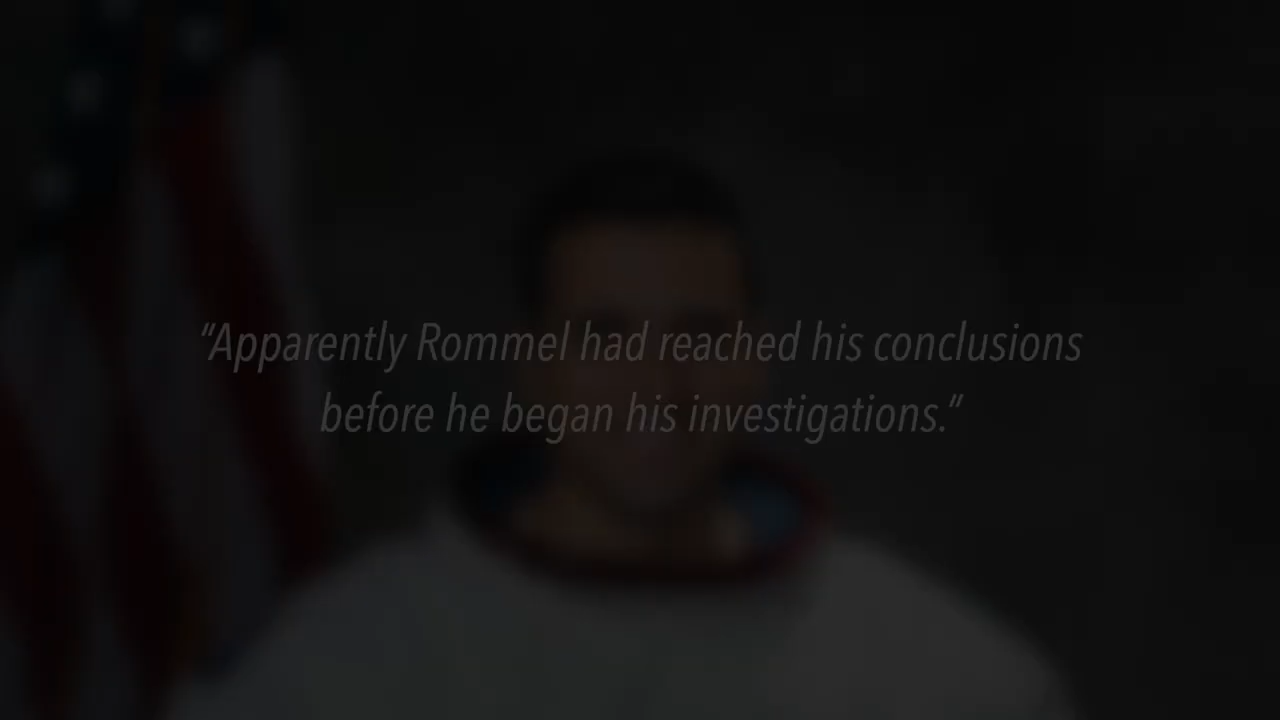 “Apparently Rommel had reached his conclusions
before he began his investigations.”